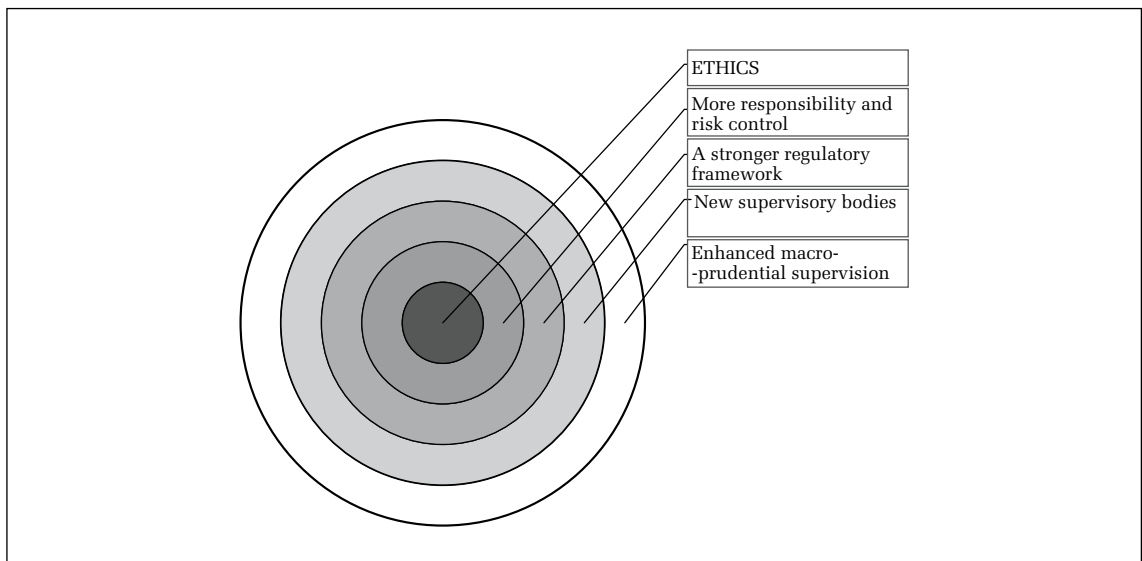 ETHICS
More responsibility and
risk control
A stronger regulatory
framework
New supervisory bodies
Enhanced macro-
-prudential supervision